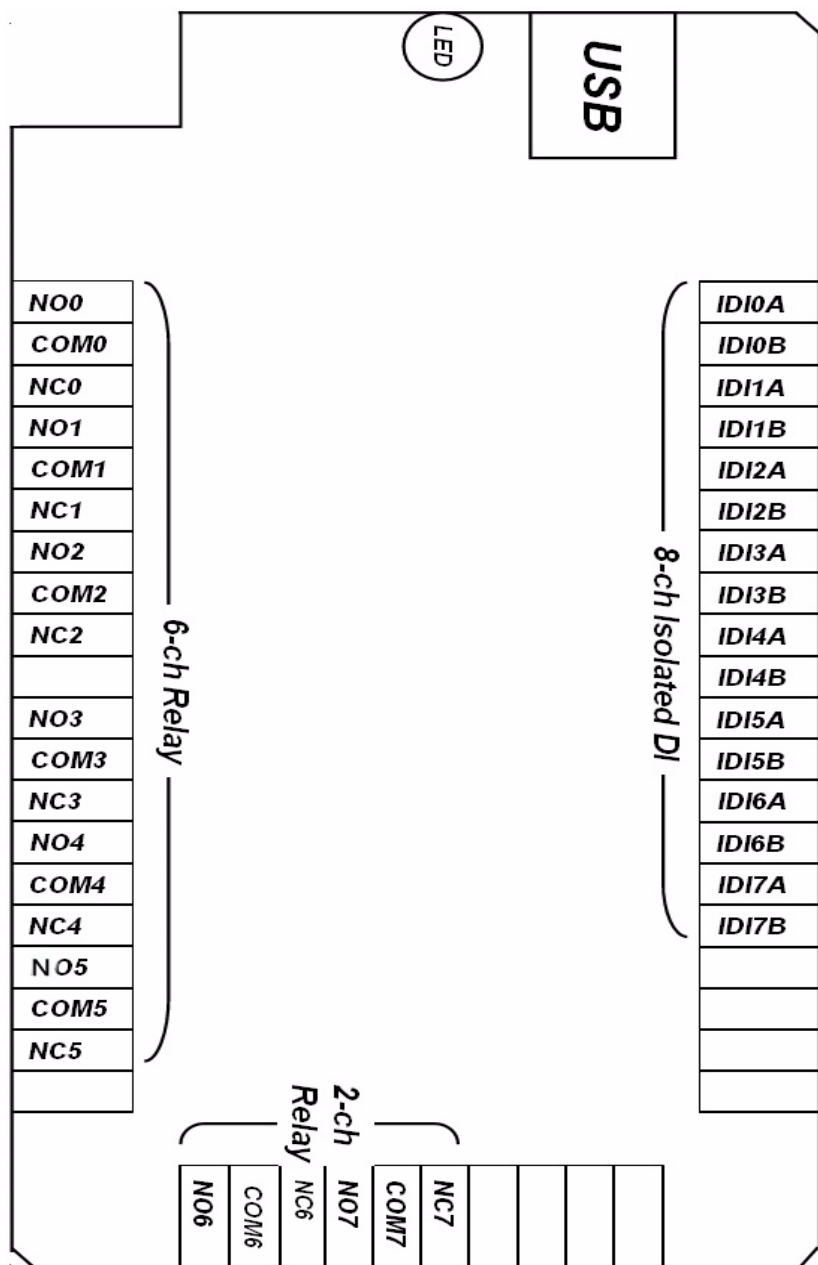 LED
USB
NO0
COM0
NC0
NO1
COM1
NC1
NO2
COM2
NC2
NO3
COM3
NC3
NO4
COM4
NC4
NO5
COM5
NC5
6-ch Relay
8-ch Isolated DI
IDI0A
IDI0B
IDI1A
IDI1B
IDI2A
IDI2B
IDI3A
IDI3B
IDI4A
IDI4B
IDI5A
IDI5B
IDI6A
IDI6B
IDI7A
IDI7B
2-ch
Relay
NO6
COM6
NC6
NO7
COM7
NC7